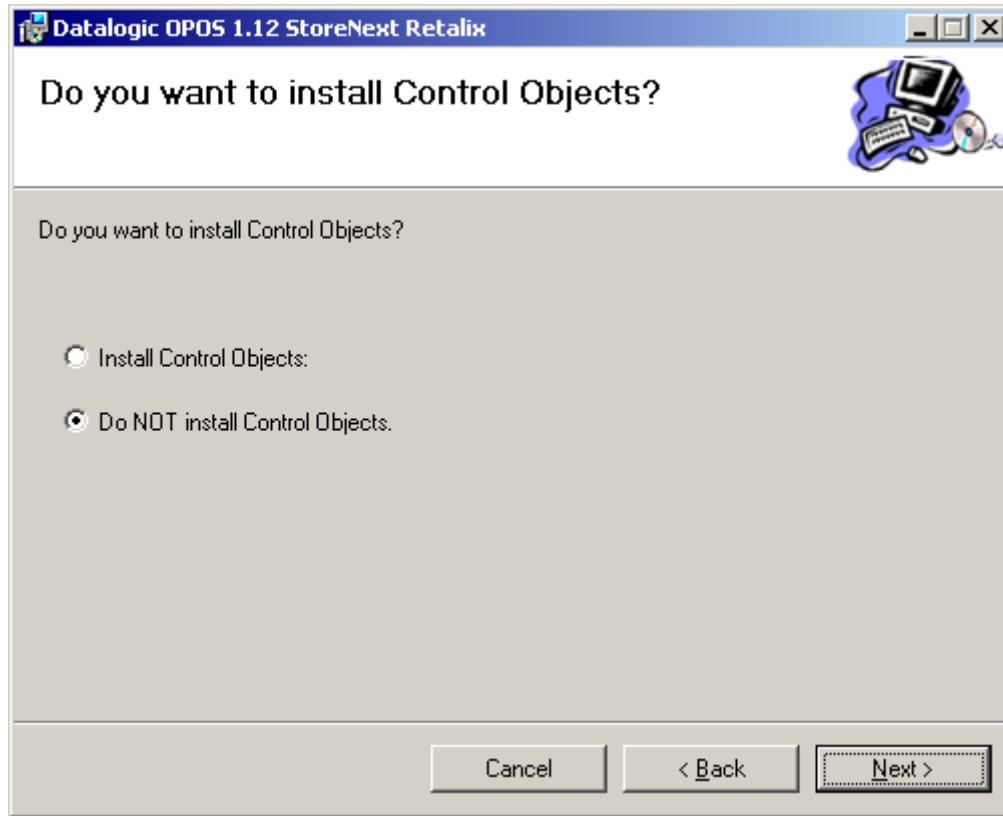 Datalogic OPOS 1.12 StoreNext Retalix
Do you want to install Control Objects?
Do you want to install Control Objects?
Install Control Objects:
Do NOT install Control Objects.
Cancel
< Back
Next >